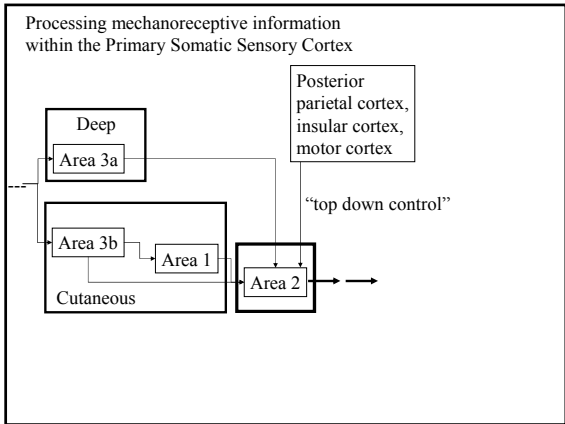 Processing mechanoreceptive information
within the Primary Somatic Sensory Cortex
Posterior
parietal cortex,
insular cortex,
motor cortex
Deep
Area 3a
“top down control”
Area 3b
Area 1
Area 2
Cutaneous